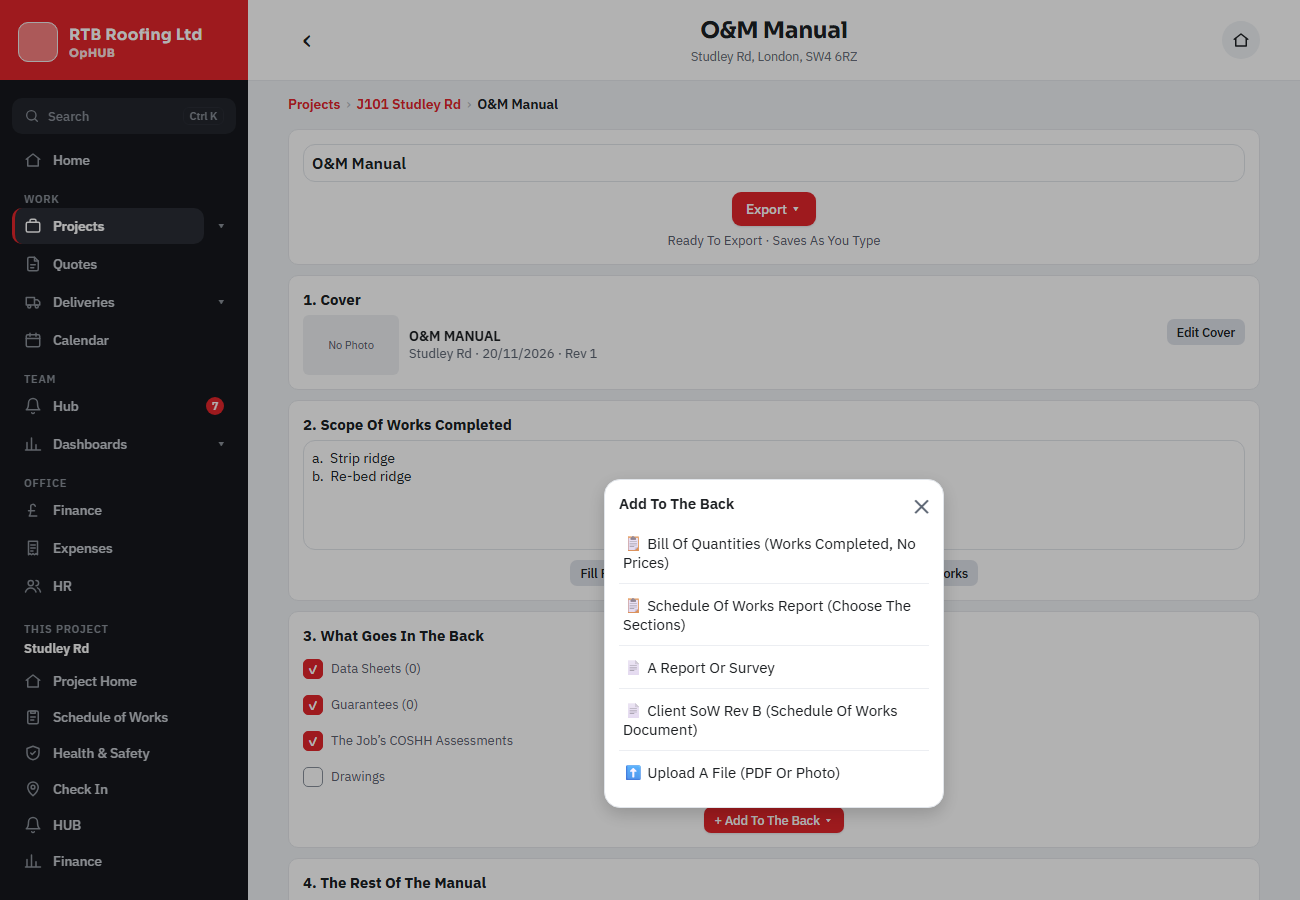 RTB Roofing Ltd
OpHUB
Search
Ctrl K
Home
WORK
Projects
Quotes
Deliveries
Calendar
TEAM
Hub
7
Dashboards
OFFICE
Finance
Expenses
HR
THIS PROJECT
Studley Rd
Project Home
Schedule of Works
Health & Safety
Check In
HUB
Finance
O&M Manual
Studley Rd, London, SW4 6RZ
Projects › J101 Studley Rd › O&M Manual
O&M Manual
Export
Ready To Export · Saves As You Type
1. Cover
No Photo
O&M MANUAL
Studley Rd · 20/11/2026 · Rev 1
Edit Cover
2. Scope Of Works Completed
a. Strip ridge
b. Re-bed ridge
Fill
orks
3. What Goes In The Back
Data Sheets (0)
Guarantees (0)
The Job’s COSHH Assessments
Drawings
+ Add To The Back
4. The Rest Of The Manual
Add To The Back
Bill Of Quantities (Works Completed, No
Prices)
Schedule Of Works Report (Choose The
Sections)
A Report Or Survey
Client SoW Rev B (Schedule Of Works
Document)
Upload A File (PDF Or Photo)